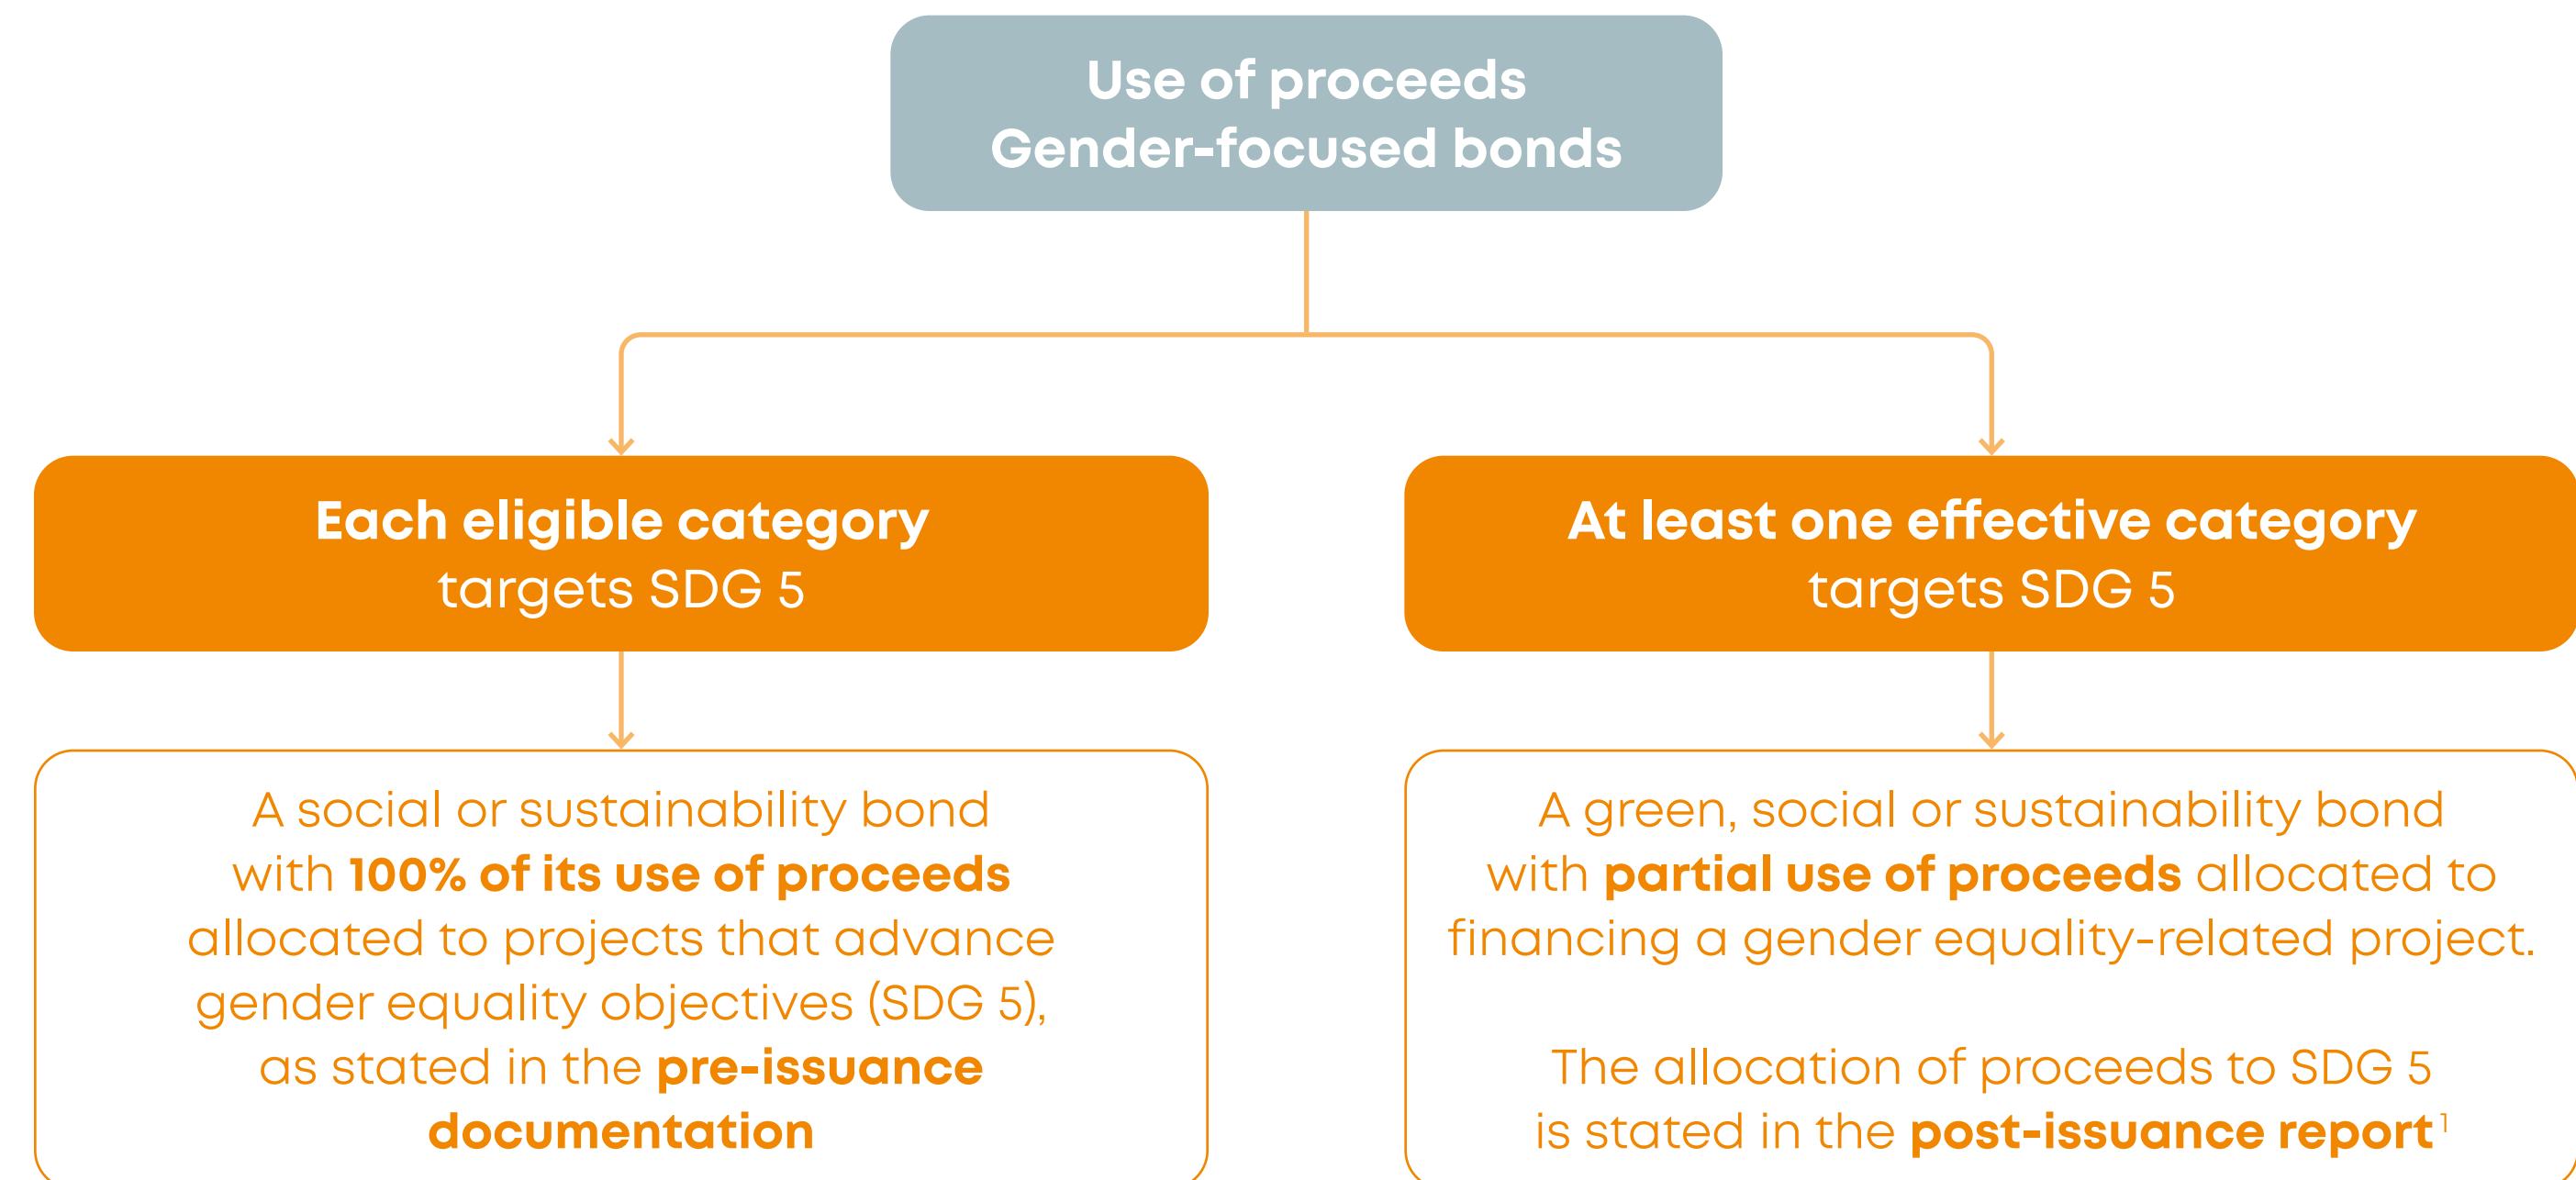 Use of proceeds
Gender-focused bonds
Each eligible category
targets SDG 5
A social or sustainability bond
with 100% of its use of proceeds
allocated to projects that advance
gender equality objectives (SDG 5),
as stated in the pre-issuance
documentation
At least one effective category
targets SDG 5
A green, social or sustainability bond
with partial use of proceeds allocated to
financing a gender equality-related project.
The allocation of proceeds to SDG 5
is stated in the post-issuance report ¹